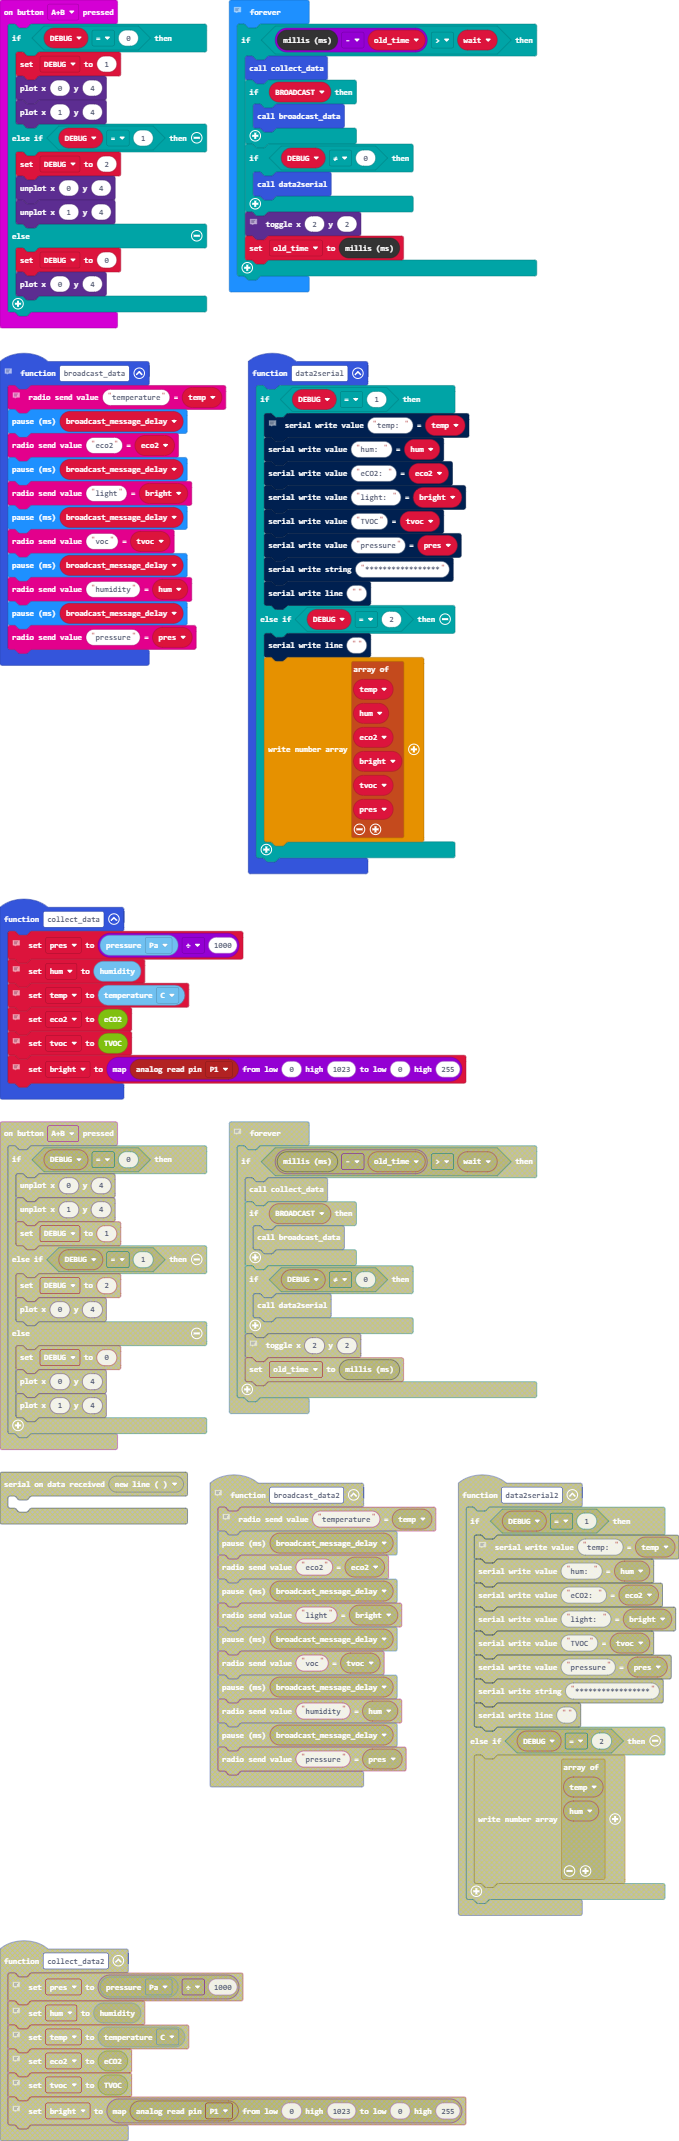 on button A+B pressed
if DEBUG = 0 then
set DEBUG to 1
plot x 0 y 4
plot x 1 y 4
else if DEBUG = 1 then
set DEBUG to 2
unplot x 0 y 4
unplot x 1 y 4
else
set DEBUG to 0
plot x 0 y 4
forever
if millis (ms) - old_time > wait then
call collect_data
if BROADCAST then
call broadcast_data
if DEBUG ≠ 0 then
call data2serial
toggle x 2 y 2
set old_time to millis (ms)
function broadcast_data
radio send value "temperature" = temp
pause (ms) broadcast_message_delay
radio send value "eco2" = eco2
pause (ms) broadcast_message_delay
radio send value "light" = bright
pause (ms) broadcast_message_delay
radio send value "voc" = tvoc
pause (ms) broadcast_message_delay
radio send value "humidity" = hum
pause (ms) broadcast_message_delay
radio send value "pressure" = pres
function data2serial
if DEBUG = 1 then
serial write value "temp: " = temp
serial write value "hum: " = hum
serial write value "eCO2: " = eco2
serial write value "light: " = bright
serial write value "TVOC" = tvoc
serial write value "pressure" = pres
serial write string "*****************"
serial write line ""
else if DEBUG = 2 then
serial write line ""
array of
temp
hum
eco2
write number array
bright
tvoc
pres
function collect_data
set pres to pressure Pa ÷ 1000
set hum to humidity
set temp to temperature C
set eco2 to eCO2
set tvoc to TVOC
set bright to map analog read pin P1 from low 0 high 1023 to low 0 high 255
on button A+B pressed
if DEBUG = 0 then
unplot x 0 y 4
unplot x 1 y 4
set DEBUG to 1
else if DEBUG = 1 then
set DEBUG to 2
plot x 0 y 4
else
set DEBUG to 0
plot x 0 y 4
plot x 1 y 4
forever
if millis (ms) - old_time > wait then
call collect_data
if BROADCAST then
call broadcast_data
if DEBUG ≠ 0 then
call data2serial
toggle x 2 y 2
set old_time to millis (ms)
serial on data received new line ( )
function broadcast_data2
radio send value "temperature" = temp
pause (ms) broadcast_message_delay
radio send value "eco2" = eco2
pause (ms) broadcast_message_delay
radio send value "light" = bright
pause (ms) broadcast_message_delay
radio send value "voc" = tvoc
pause (ms) broadcast_message_delay
radio send value "humidity" = hum
pause (ms) broadcast_message_delay
radio send value "pressure" = pres
function data2serial2
if DEBUG = 1 then
serial write value "temp: " = temp
serial write value "hum: " = hum
serial write value "eCO2: " = eco2
serial write value "light: " = bright
serial write value "TVOC" = tvoc
serial write value "pressure" = pres
serial write string "*****************"
serial write line ""
else if DEBUG = 2 then
array of
temp
hum
write number array
function collect_data2
set pres to pressure Pa ÷ 1000
set hum to humidity
set temp to temperature C
set eco2 to eCO2
set tvoc to TVOC
set bright to map analog read pin P1 from low 0 high 1023 to low 0 high 255